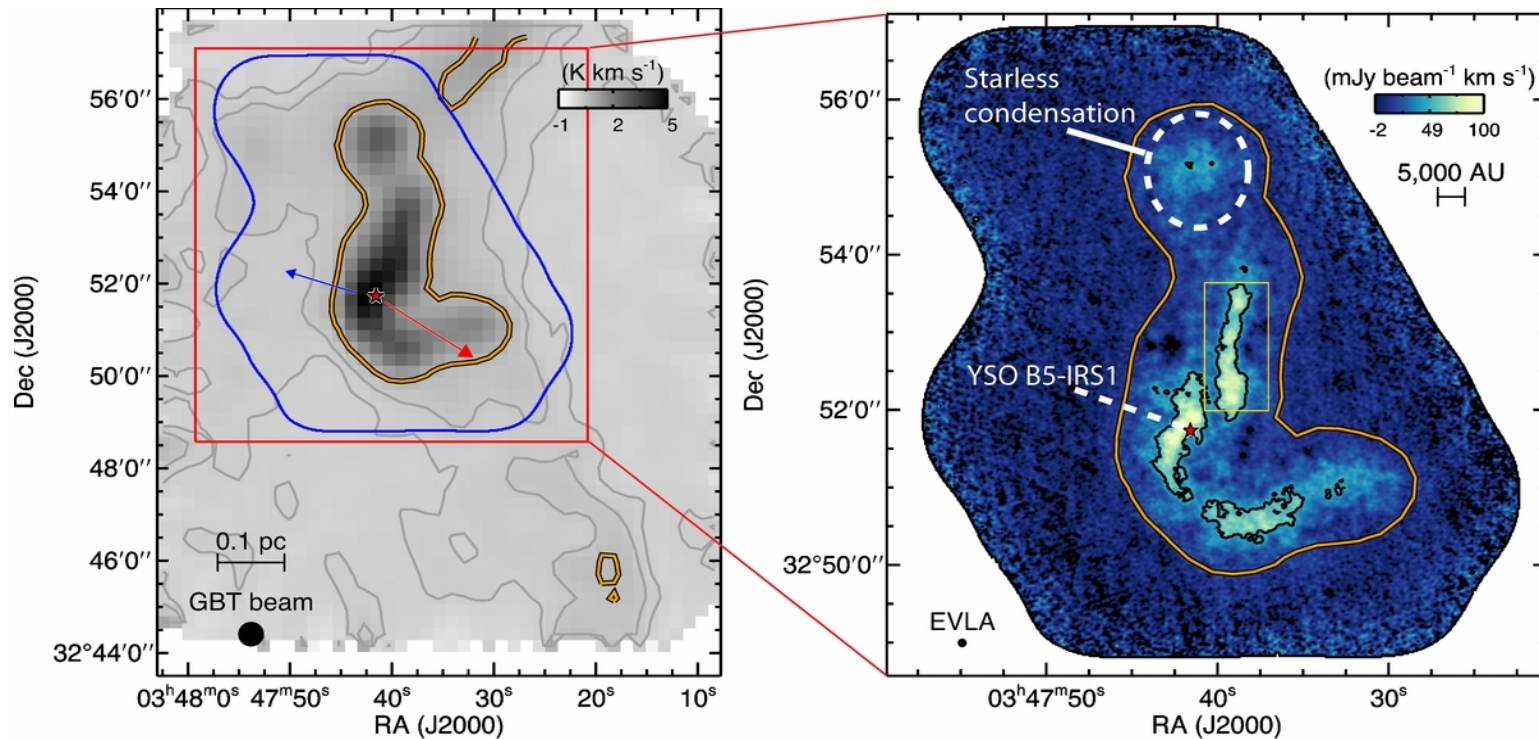 (K km s⁻¹)
-1 2 5
56'0''
54'0''
52'0''
50'0''
48'0''
46'0''
32°44'0''
Dec (J2000)
0.1 pc
GBT beam
03ʰ48ᵐ0ˢ 47ᵐ50ˢ 40ˢ 30ˢ 20ˢ 10ˢ
RA (J2000)
Starless
condensation
(mJy beam⁻¹ km s⁻¹)
-2 49 100
5,000 AU
YSO B5-IRS1
56'0''
54'0''
52'0''
32°50'0''
Dec (J2000)
EVLA
03ʰ47ᵐ50ˢ 40ˢ 30ˢ
RA (J2000)